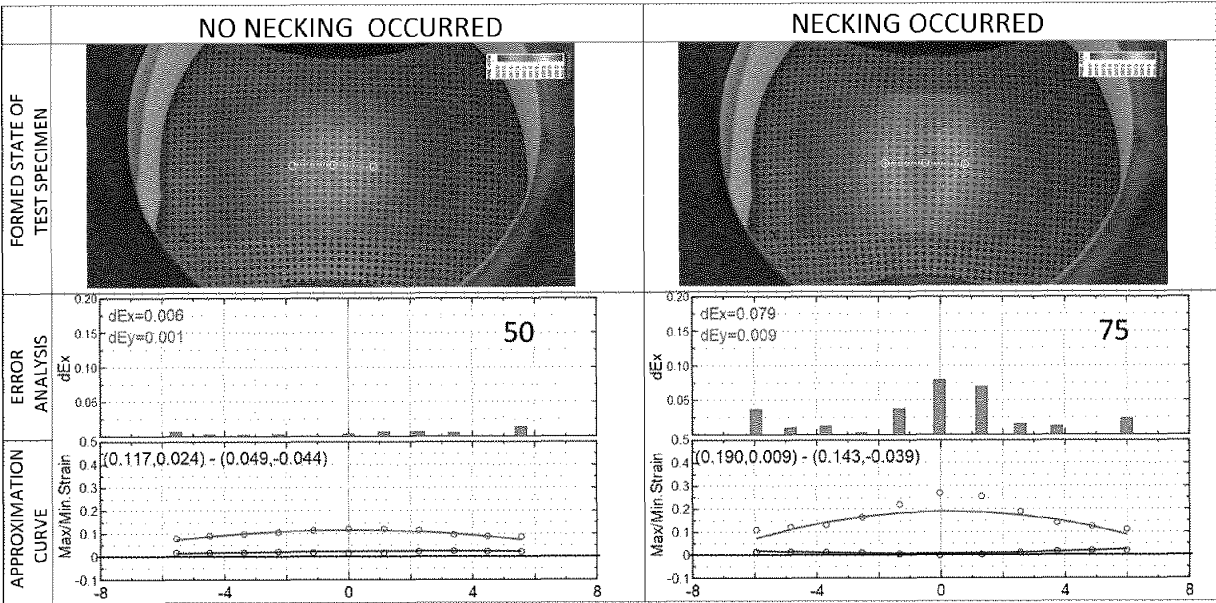 NO NECKING OCCURRED
NECKING OCCURRED
FORMED STATE OF
TEST SPECIMEN
ERROR
ANALYSIS
dEx
0.20
0.15
0.10
0.05
dEx=0.006
dEy=0.001
50
dEx
0.20
0.15
0.10
0.05
dEx=0.079
dEy=0.009
75
APPROXIMATION
CURVE
Max/Min.Strain
0.5
0.4
0.3
0.2
0.1
0
-0.1
(0.117,0.024) - (0.049,-0.044)
-8 -4 0 4 8
Max/Min.Strain
0.5
0.4
0.3
0.2
0.1
0
-0.1
(0.190,0.009) - (0.143,-0.039)
-8 -4 0 4 8